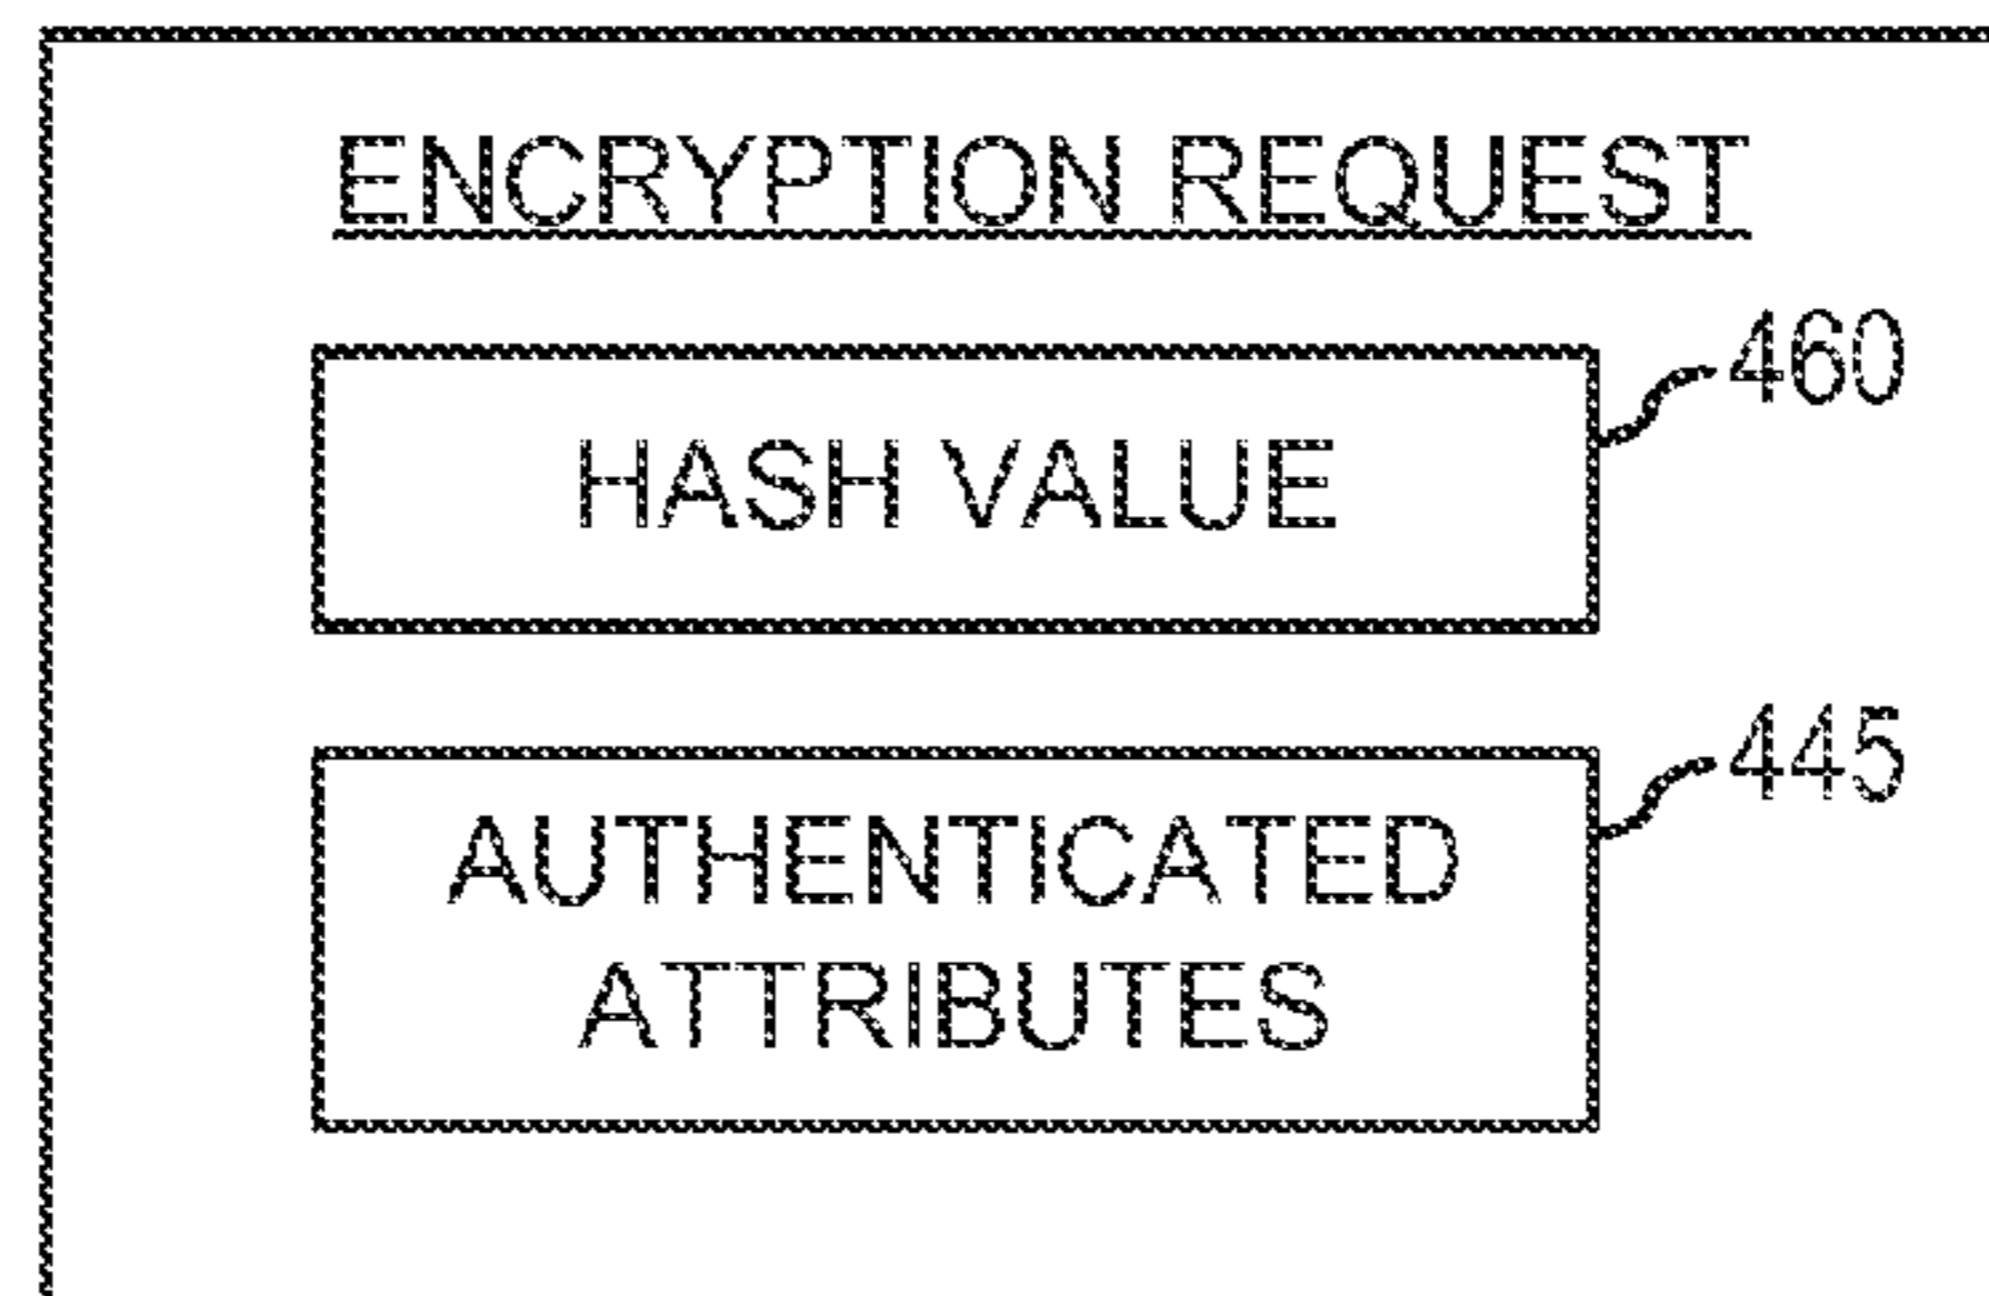 ENCRYPTION REQUEST
460
HASH VALUE
445
AUTHENTICATED
ATTRIBUTES